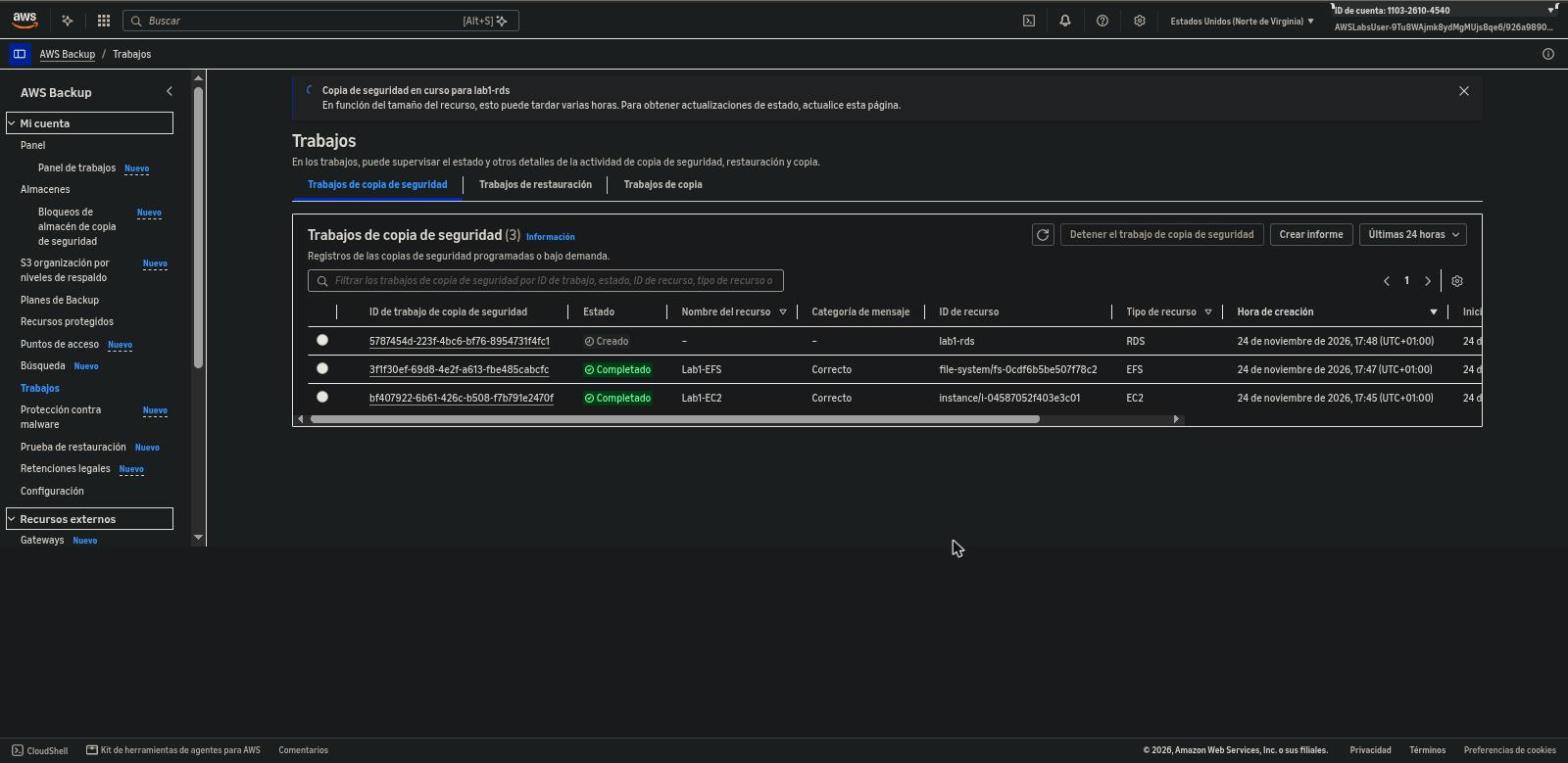 aws
Buscar [Alt+S]
Estados Unidos (Norte de Virginia)
ID de cuenta: 1103-2610-4540
AWSLabsUser-9Tu8WAjmk8ydMgMUjs8qe6/926a9890...
AWS Backup / Trabajos
AWS Backup
Mi cuenta
Panel
Panel de trabajos Nuevo
Almacenes
Bloqueos de Nuevo
almacén de copia
de seguridad
S3 organización por Nuevo
niveles de respaldo
Planes de Backup
Recursos protegidos
Puntos de acceso Nuevo
Búsqueda Nuevo
Trabajos
Protección contra Nuevo
malware
Prueba de restauración Nuevo
Retenciones legales Nuevo
Configuración
Recursos externos
Gateways Nuevo
Copia de seguridad en curso para lab1-rds
En función del tamaño del recurso, esto puede tardar varias horas. Para obtener actualizaciones de estado, actualice esta página.
Trabajos
En los trabajos, puede supervisar el estado y otros detalles de la actividad de copia de seguridad, restauración y copia.
Trabajos de copia de seguridad Trabajos de restauración Trabajos de copia
Trabajos de copia de seguridad (3) Información
Detener el trabajo de copia de seguridad Crear informe Últimas 24 horas
Registros de las copias de seguridad programadas o bajo demanda.
Filtrar los trabajos de copia de seguridad por ID de trabajo, estado, ID de recurso, tipo de recurso o
1
ID de trabajo de copia de seguridad Estado Nombre del recurso Categoría de mensaje ID de recurso Tipo de recurso Hora de creación Inici
5787454d-223f-4bc6-bf76-8954731f4fc1 Creado – – lab1-rds RDS 24 de noviembre de 2026, 17:48 (UTC+01:00) 24 d
3f1f30ef-69d8-4e2f-a613-fbe485cabcfc Completado Lab1-EFS Correcto file-system/fs-0cdf6b5be507f78c2 EFS 24 de noviembre de 2026, 17:47 (UTC+01:00) 24 d
bf407922-6b61-426c-b508-f7b791e2470f Completado Lab1-EC2 Correcto instance/i-04587052f403e3c01 EC2 24 de noviembre de 2026, 17:45 (UTC+01:00) 24 d
CloudShell Kit de herramientas de agentes para AWS Comentarios
© 2026, Amazon Web Services, Inc. o sus filiales. Privacidad Términos Preferencias de cookies